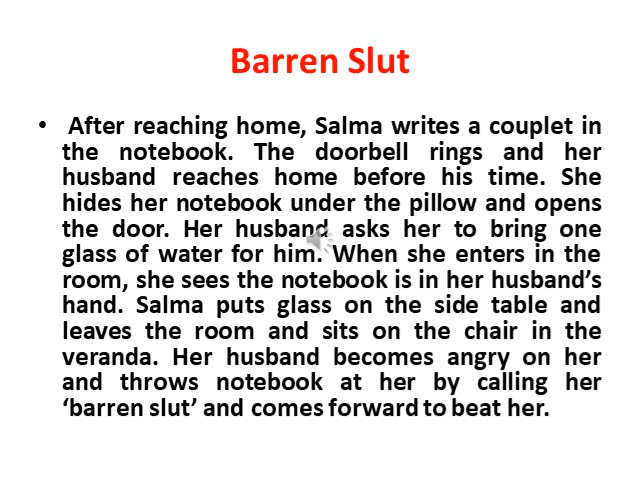 Barren Slut
• After reaching home, Salma writes a couplet in
the notebook. The doorbell rings and her
husband reaches home before his time. She
hides her notebook under the pillow and opens
the door. Her husband asks her to bring one
glass of water for him. When she enters in the
room, she sees the notebook is in her husband’s
hand. Salma puts glass on the side table and
leaves the room and sits on the chair in the
veranda. Her husband becomes angry on her
and throws notebook at her by calling her
‘barren slut’ and comes forward to beat her.